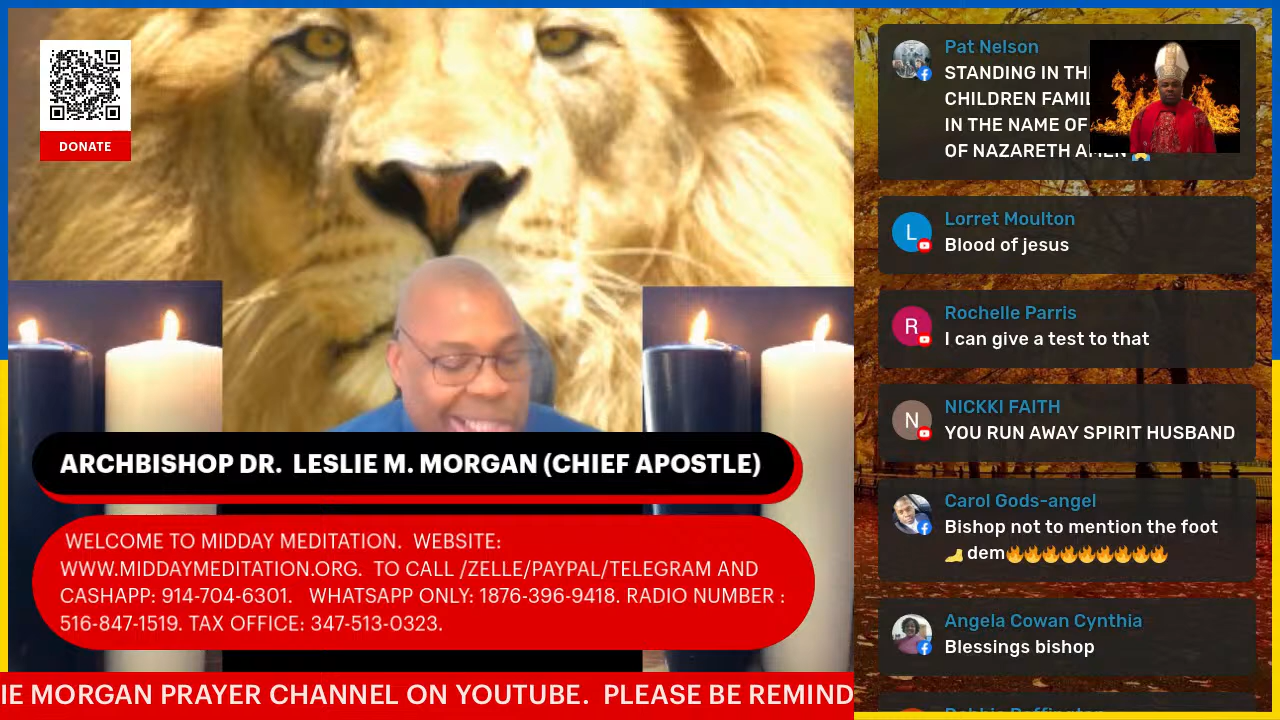 DONATE
ARCHBISHOP DR. LESLIE M. MORGAN (CHIEF APOSTLE)
WELCOME TO MIDDAY MEDITATION. WEBSITE:
WWW.MIDDAYMEDITATION.ORG. TO CALL /ZELLE/PAYPAL/TELEGRAM AND
CASHAPP: 914-704-6301. WHATSAPP ONLY: 1876-396-9418. RADIO NUMBER :
516-847-1519. TAX OFFICE: 347-513-0323.
IE MORGAN PRAYER CHANNEL ON YOUTUBE. PLEASE BE REMIND
Pat Nelson
STANDING IN TH
CHILDREN FAMIL
IN THE NAME OF
OF NAZARETH AMEN
L
Lorret Moulton
Blood of jesus
R
Rochelle Parris
I can give a test to that
N
NICKKI FAITH
YOU RUN AWAY SPIRIT HUSBAND
Carol Gods-angel
Bishop not to mention the foot
🦶 dem🔥🔥🔥🔥🔥🔥🔥🔥🔥
Angela Cowan Cynthia
Blessings bishop